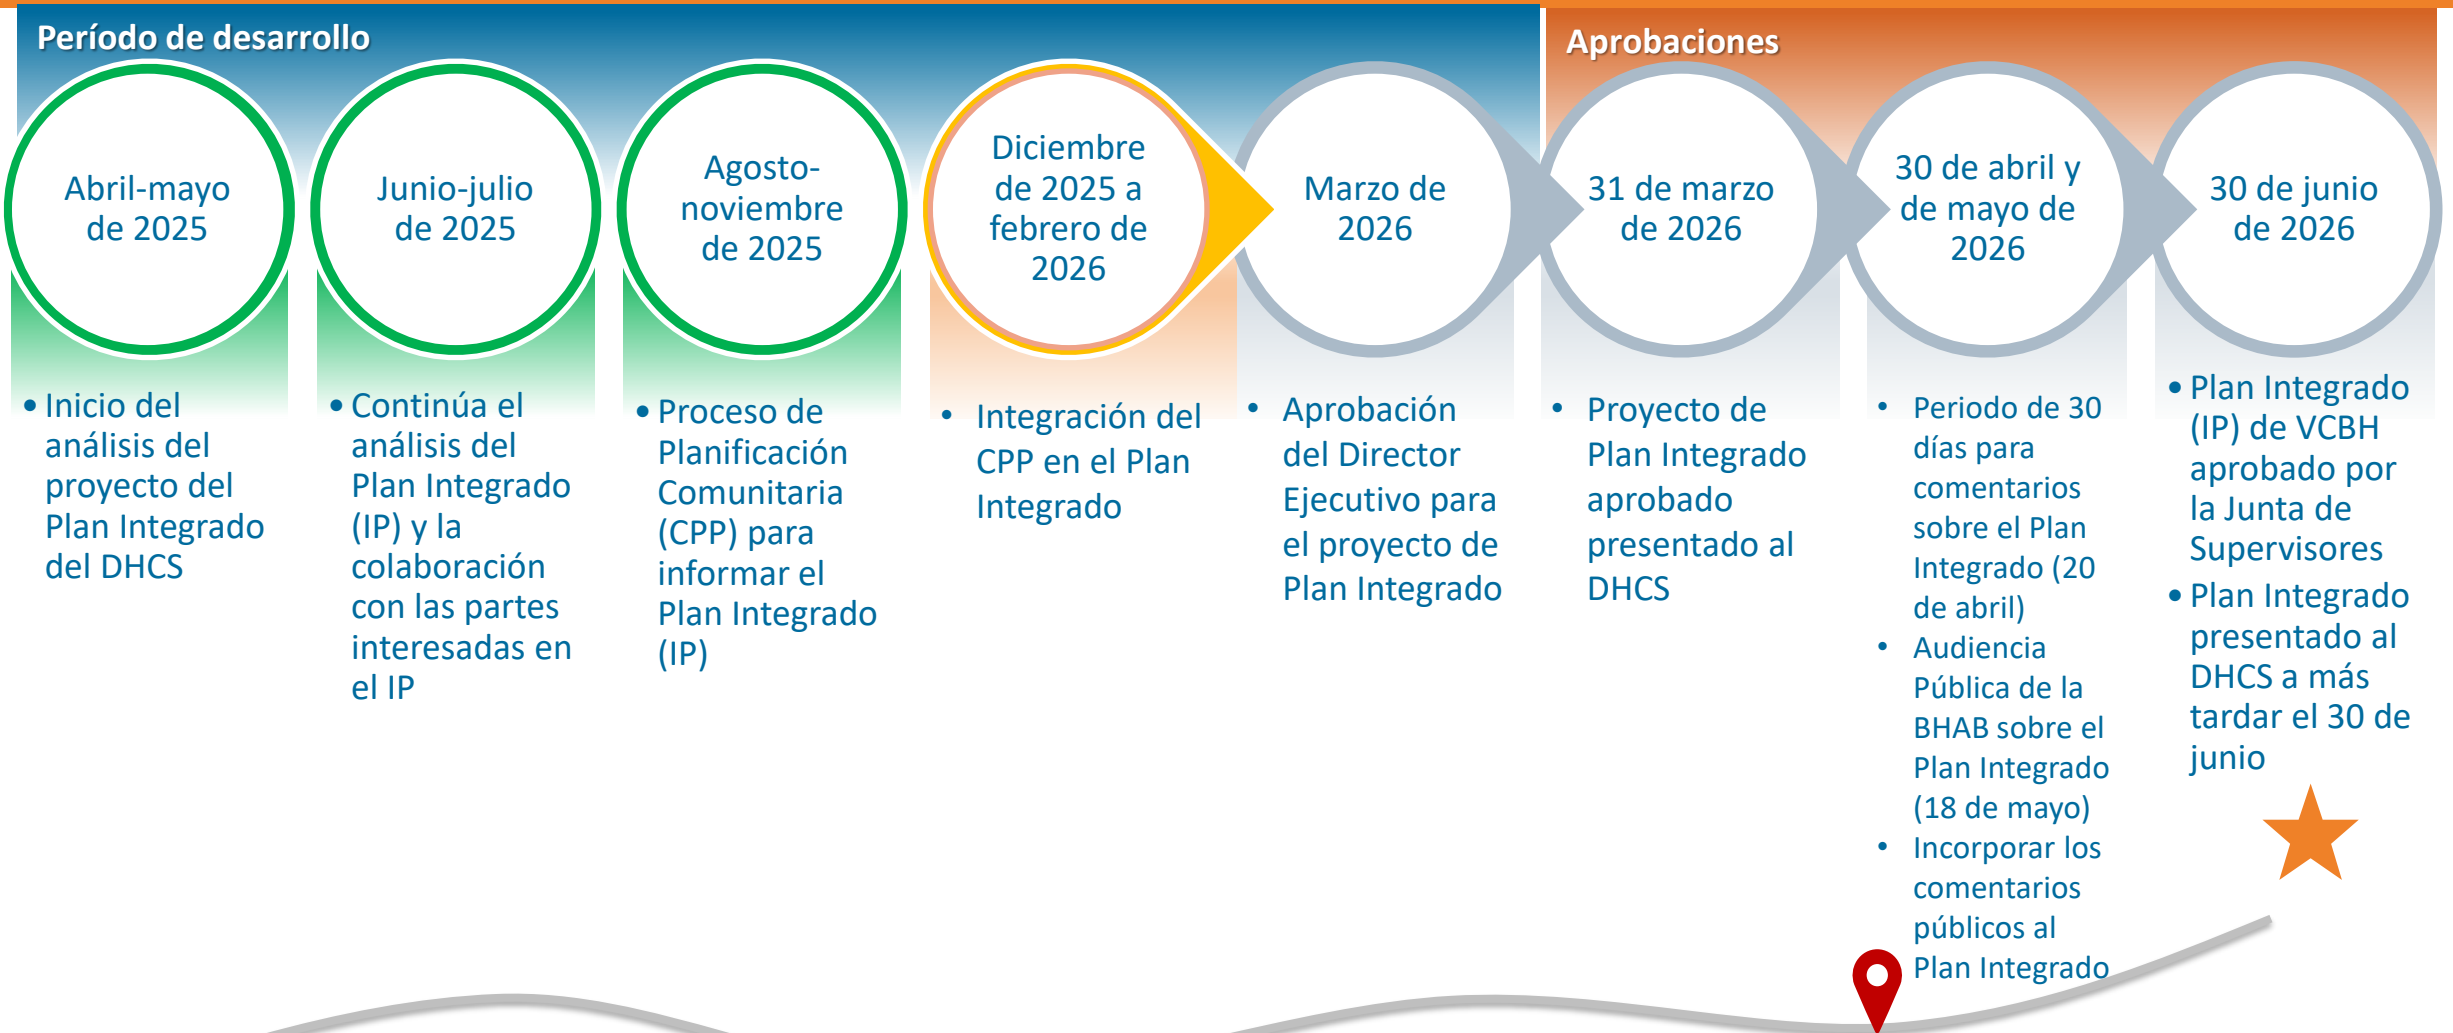 Período de desarrollo
Aprobaciones
Abril-mayo
de 2025
Junio-julio
de 2025
Agosto-
noviembre
de 2025
Diciembre
de 2025 a
febrero de
2026
Marzo de
2026
31 de marzo
de 2026
30 de abril y
de mayo de
2026
30 de junio
de 2026
• Inicio del
análisis del
proyecto del
Plan Integrado
del DHCS
• Continúa el
análisis del
Plan Integrado
(IP) y la
colaboración
con las partes
interesadas en
el IP
• Proceso de
Planificación
Comunitaria
(CPP) para
informar el
Plan Integrado
(IP)
• Integración del
CPP en el Plan
Integrado
• Aprobación
del Director
Ejecutivo para
el proyecto de
Plan Integrado
• Proyecto de
Plan Integrado
aprobado
presentado al
DHCS
• Periodo de 30
días para
comentarios
sobre el Plan
Integrado (20
de abril)
• Audiencia
Pública de la
BHAB sobre el
Plan Integrado
(18 de mayo)
• Incorporar los
comentarios
públicos al
Plan Integrado
• Plan Integrado
(IP) de VCBH
aprobado por
la Junta de
Supervisores
• Plan Integrado
presentado al
DHCS a más
tardar el 30 de
junio